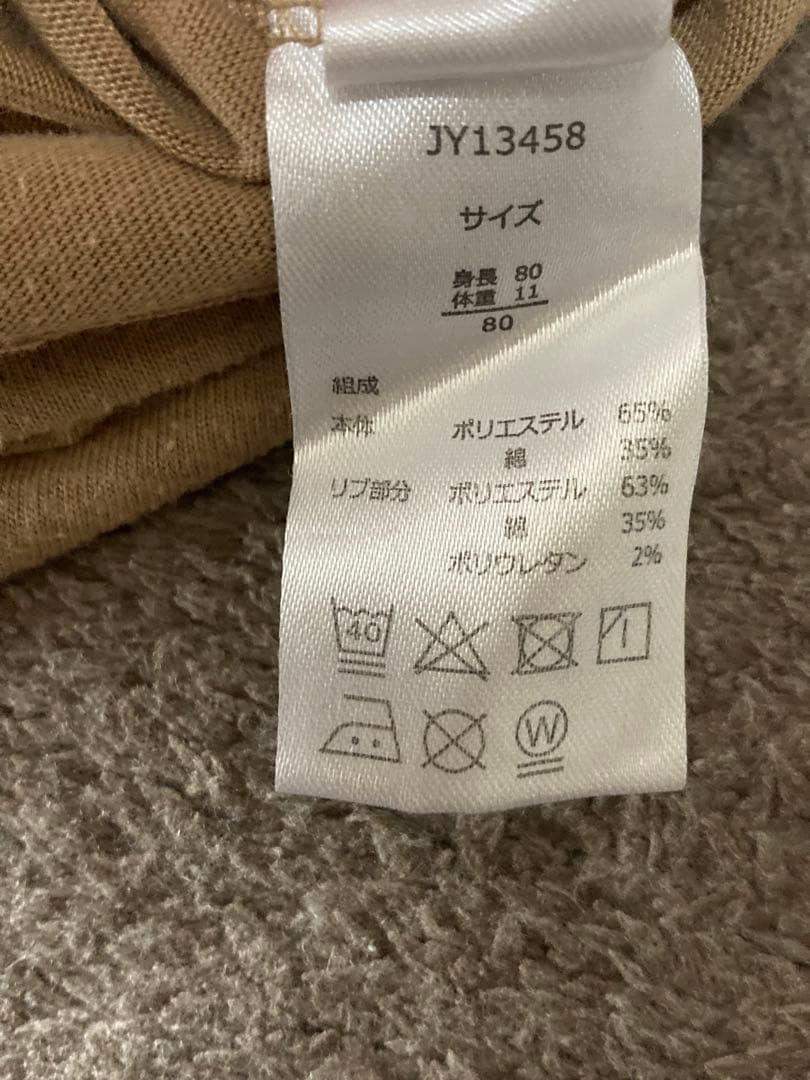 JY13458
サイズ
身長 80
体重 11
80
組成
本体 ポリエステル 65%
綿 35%
リブ部分 ポリエステル 63%
綿 35%
ポリウレタン 2%
40
W